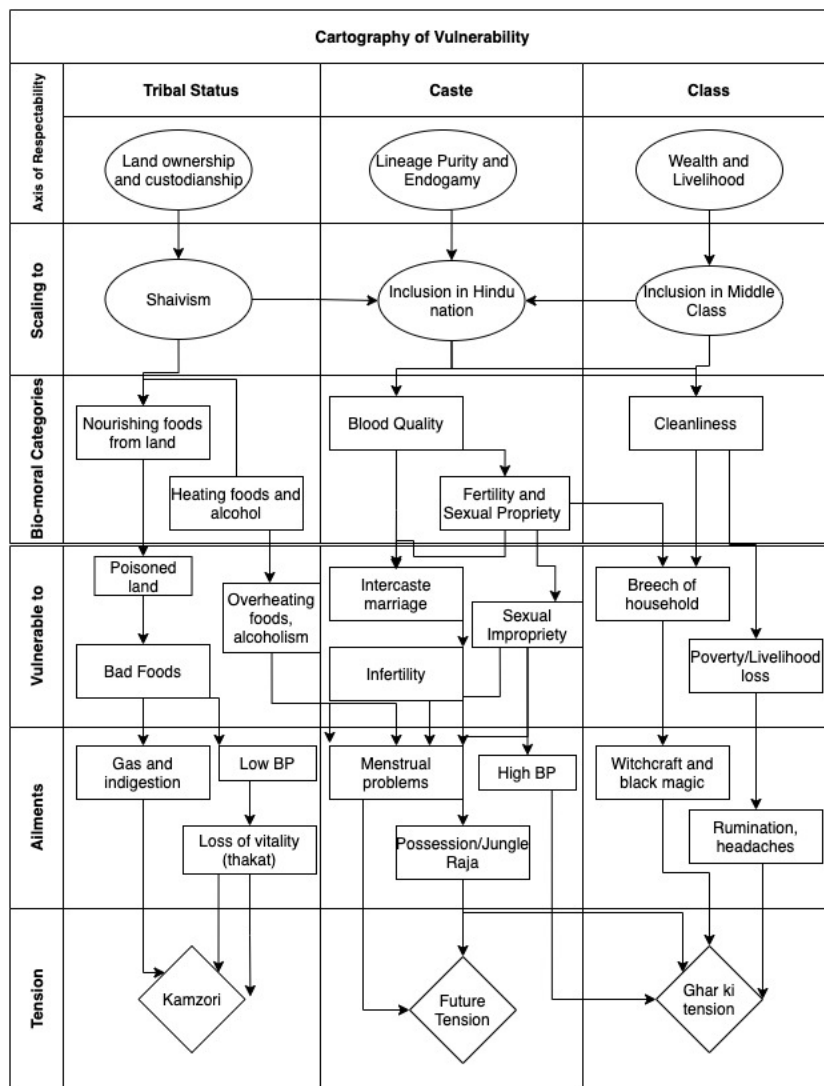 Cartography of Vulnerability
Axis of Respectability
Tribal Status
Caste
Class
Land ownership
and custodianship
Lineage Purity and
Endogamy
Wealth and
Livelihood
Scaling to
Shaivism
Inclusion in Hindu
nation
Inclusion in Middle
Class
Bio-moral Categories
Nourishing foods
from land
Blood Quality
Cleanliness
Heating foods and
alcohol
Fertility and
Sexual Propriety
Vulnerable to
Poisoned
land
Intercaste
marriage
Breech of
household
Overheating
foods,
alcoholism
Sexual
Impropriety
Bad Foods
Infertility
Poverty/Livelihood
loss
Ailments
Gas and
indigestion
Low BP
Menstrual
problems
High BP
Witchcraft and
black magic
Loss of vitality
(thakat)
Possession/Jungle
Raja
Rumination,
headaches
Tension
Kamzori
Future
Tension
Ghar ki
tension